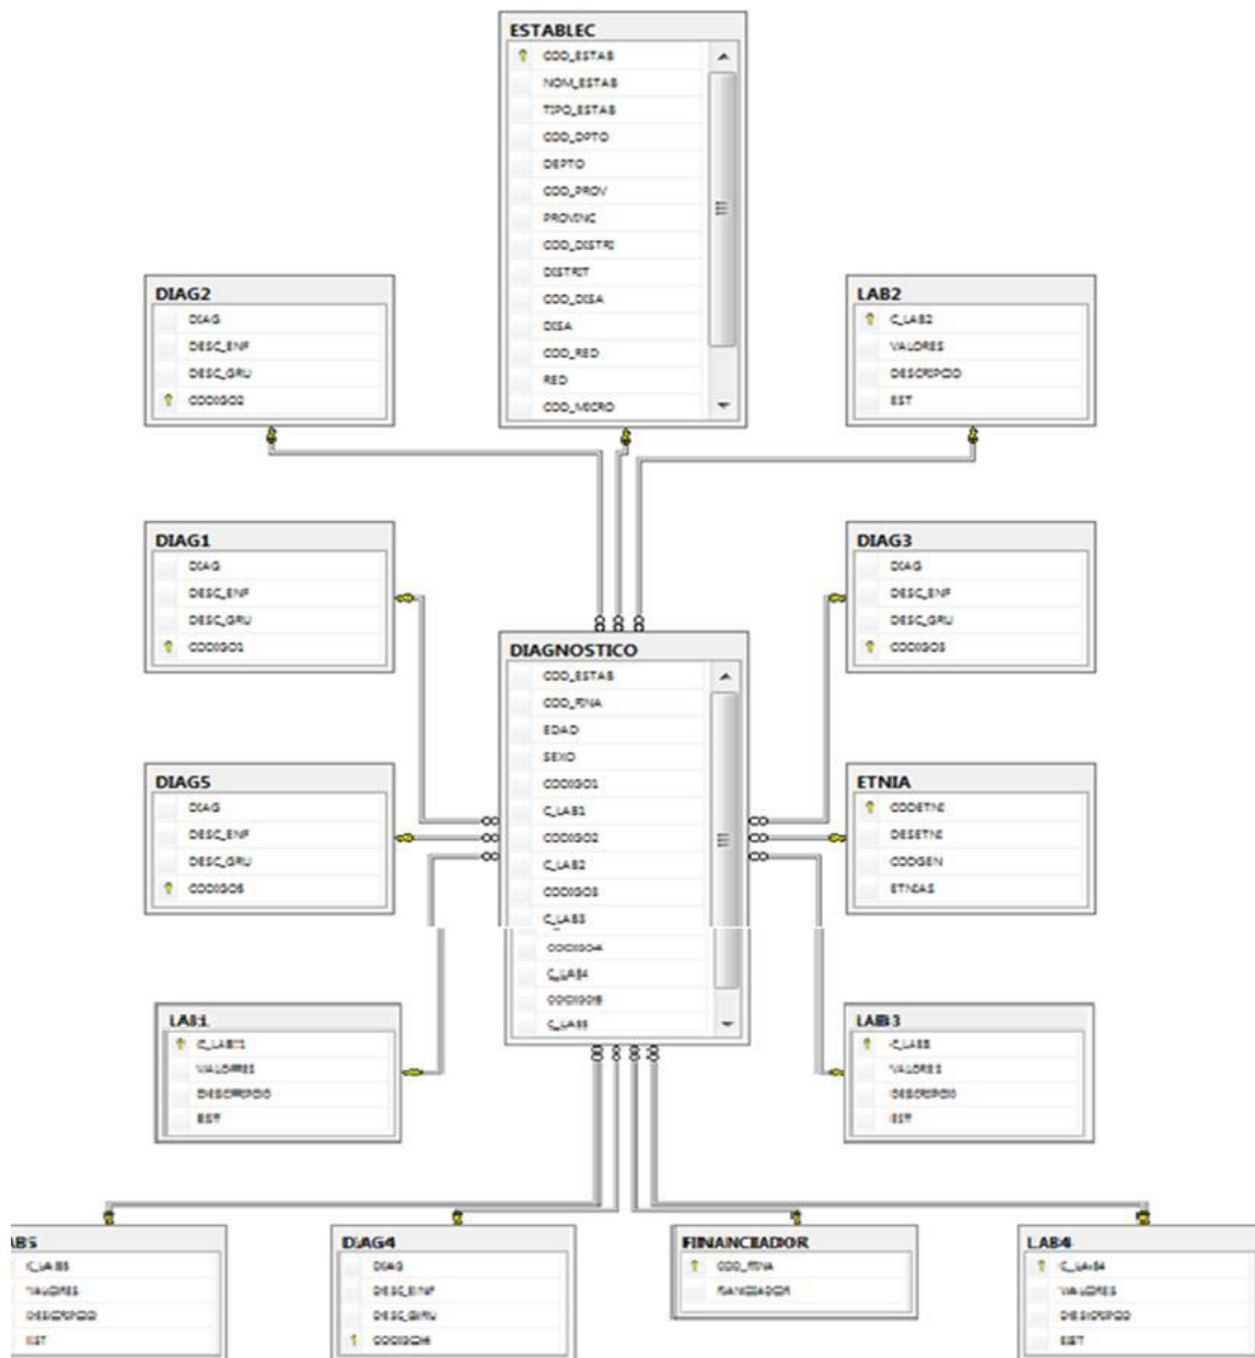 ESTABLEC
COD_ESTAB
NOM_ESTAB
TIPO_ESTAB
COD_DPTO
DEPTO
COD_PROV
PROVINC
COD_DISTRI
DISTRIT
COD_DISA
DISA
COD_RED
RED
COD_MICRO
DIAG2
DIAG
DESC_ENF
DESC_GRU
CODIGO2
LAB2
C_LAB2
VALORES
DESCRIPCIO
EST
DIAG1
DIAG
DESC_ENF
DESC_GRU
CODIGO1
DIAG3
DIAG
DESC_ENF
DESC_GRU
CODIGO3
DIAGNOSTICO
COD_ESTAB
COD_FINA
EDAD
SEXO
CODIGO1
C_LAB1
CODIGO2
C_LAB2
CODIGO3
C_LAB3
CODIGO4
C_LAB4
CODIGO5
C_LAB5
DIAG5
DIAG
DESC_ENF
DESC_GRU
CODIGO5
ETNIA
CODETNI
DESETNI
CODGEN
ETNIAS
LAB1
C_LAB1
VALORES
DESCRIPCIO
EST
LAB3
C_LAB3
VALORES
DESCRIPCIO
EST
AB5
C_LAB5
VALORES
DESCRIPCIO
EST
DIAG4
DIAG
DESC_ENF
DESC_GRU
CODIGO4
FINANCIADOR
COD_FINA
LAB4
C_LAB4
VALORES
DESCRIPCIO
EST